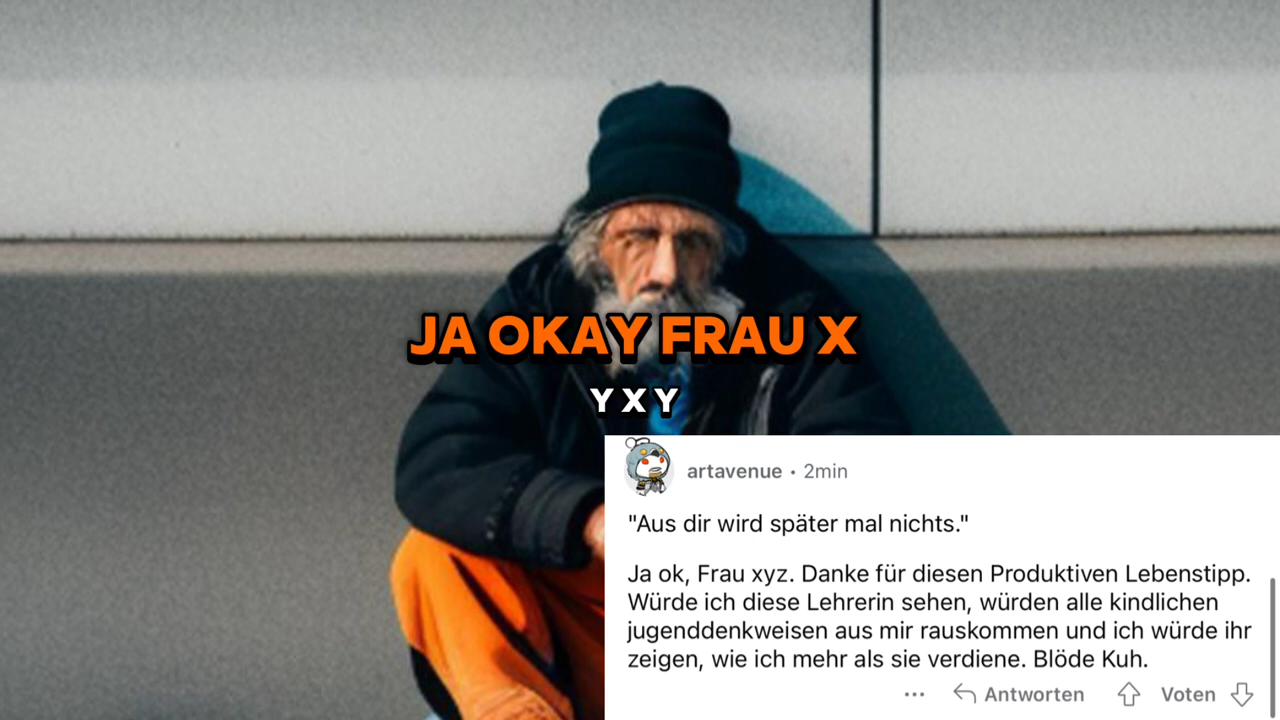 JA OKAY FRAU X
Y X Y
artavenue · 2min
"Aus dir wird später mal nichts."
Ja ok, Frau xyz. Danke für diesen Produktiven Lebenstipp.
Würde ich diese Lehrerin sehen, würden alle kindlichen
jugenddenkweisen aus mir rauskommen und ich würde ihr
zeigen, wie ich mehr als sie verdiene. Blöde Kuh.
··· Antworten Voten